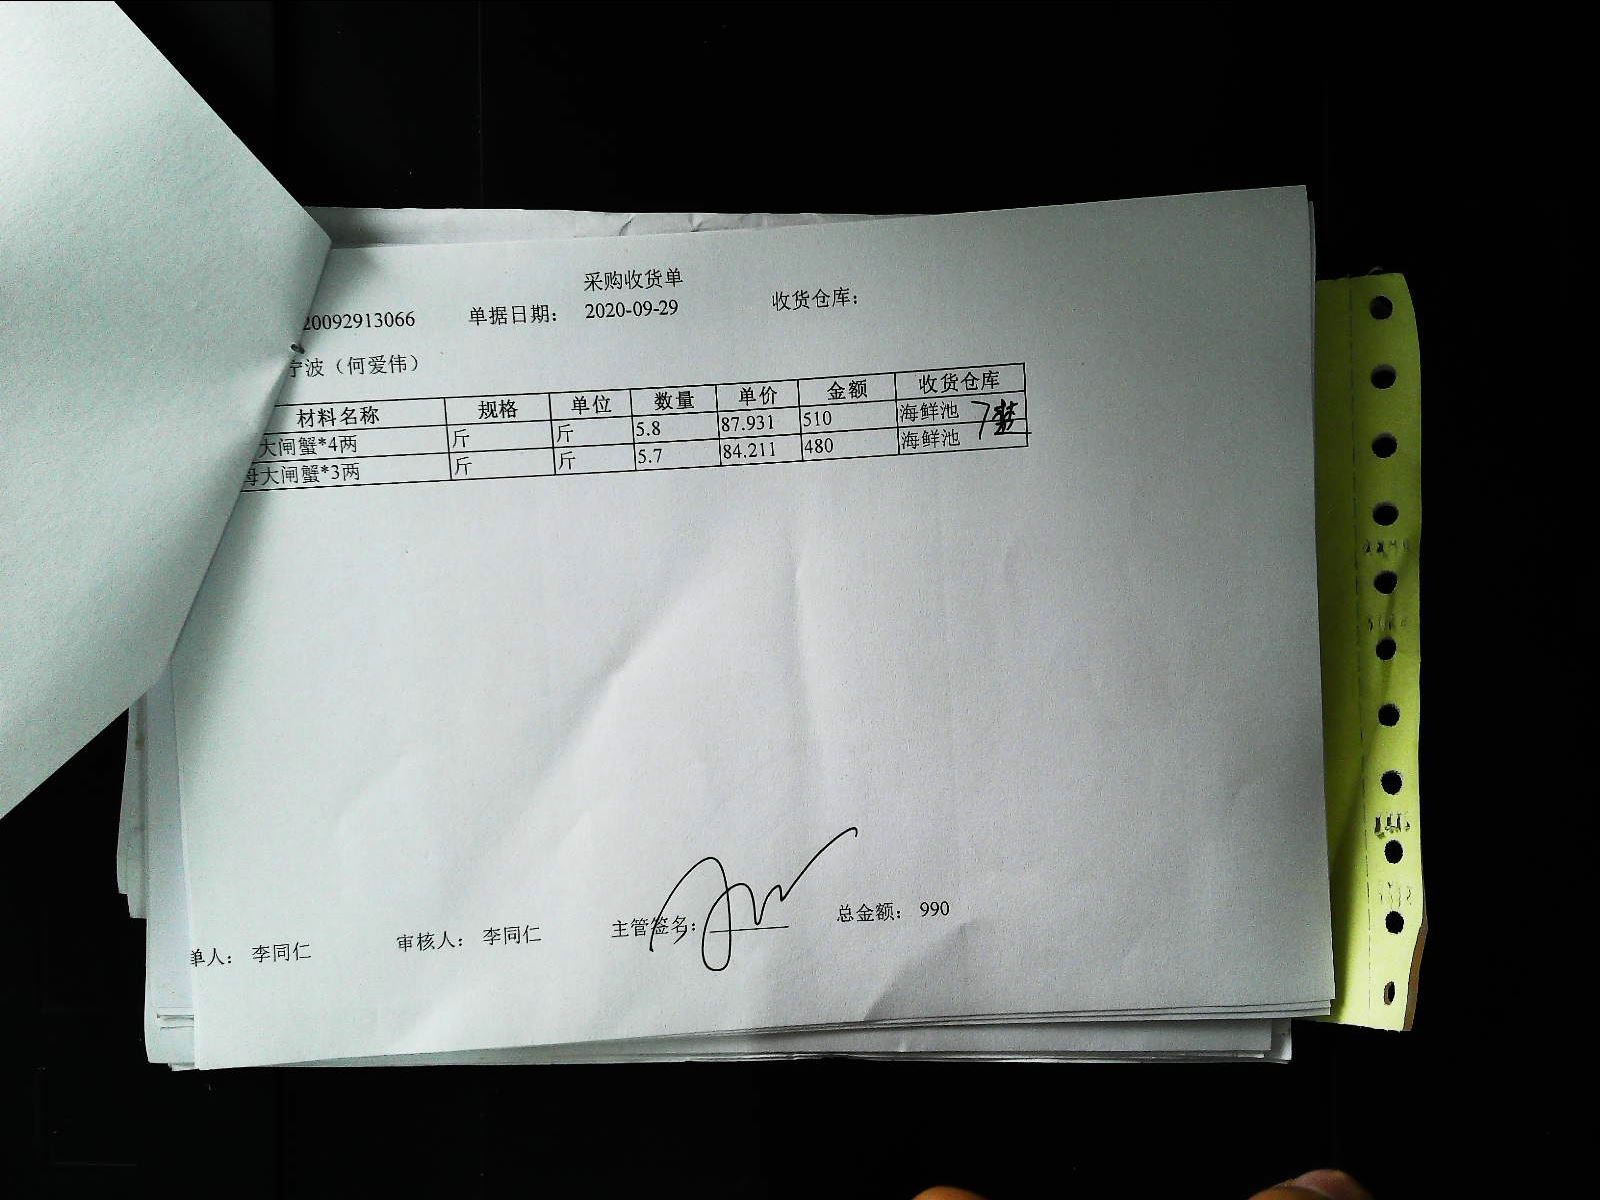 采购收货单
20092913066 单据日期: 2020-09-29 收货仓库:
宁波（何爱伟）
材料名称 规格 单位 数量 单价 金额 收货仓库
大闸蟹*4两 斤 斤 5.8 87.931 510 海鲜池
母大闸蟹*3两 斤 斤 5.7 84.211 480 海鲜池
单人: 李同仁 审核人: 李同仁 主管签名: 总金额: 990